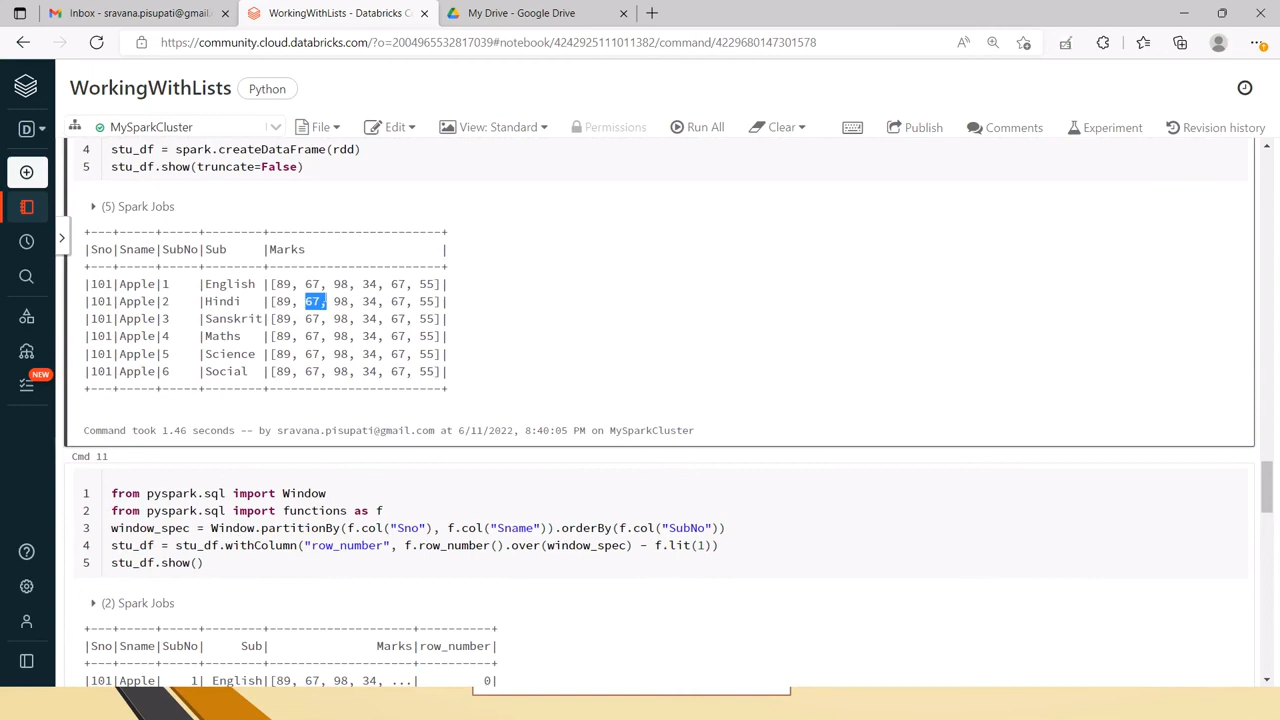 Inbox - sravana.pisupati@gmail.
WorkingWithLists - Databricks C
My Drive - Google Drive
https://community.cloud.databricks.com/?o=2004965532817039#notebook/4242925111011382/command/4229680147301578
WorkingWithLists
Python
D
MySparkCluster
File
Edit
View: Standard
Permissions
Run All
Clear
Publish
Comments
Experiment
Revision history
NEW
4 stu_df = spark.createDataFrame(rdd)
5 stu_df.show(truncate=False)
(5) Spark Jobs
+---+-----+-----+--------+------------------------+
|Sno|Sname|SubNo|Sub     |Marks                   |
+---+-----+-----+--------+------------------------+
|101|Apple|1    |English |[89, 67, 98, 34, 67, 55]|
|101|Apple|2    |Hindi   |[89, 67, 98, 34, 67, 55]|
|101|Apple|3    |Sanskrit|[89, 67, 98, 34, 67, 55]|
|101|Apple|4    |Maths   |[89, 67, 98, 34, 67, 55]|
|101|Apple|5    |Science |[89, 67, 98, 34, 67, 55]|
|101|Apple|6    |Social  |[89, 67, 98, 34, 67, 55]|
+---+-----+-----+--------+------------------------+
Command took 1.46 seconds -- by sravana.pisupati@gmail.com at 6/11/2022, 8:40:05 PM on MySparkCluster
Cmd 11
1 from pyspark.sql import Window
2 from pyspark.sql import functions as f
3 window_spec = Window.partitionBy(f.col("Sno"), f.col("Sname")).orderBy(f.col("SubNo"))
4 stu_df = stu_df.withColumn("row_number", f.row_number().over(window_spec) - f.lit(1))
5 stu_df.show()
(2) Spark Jobs
+---+-----+-----+--------+--------------------+----------+
|Sno|Sname|SubNo|     Sub|               Marks|row_number|
+---+-----+-----+--------+--------------------+----------+
|101|Apple|    1| English|[89, 67, 98, 34, ...|         0|